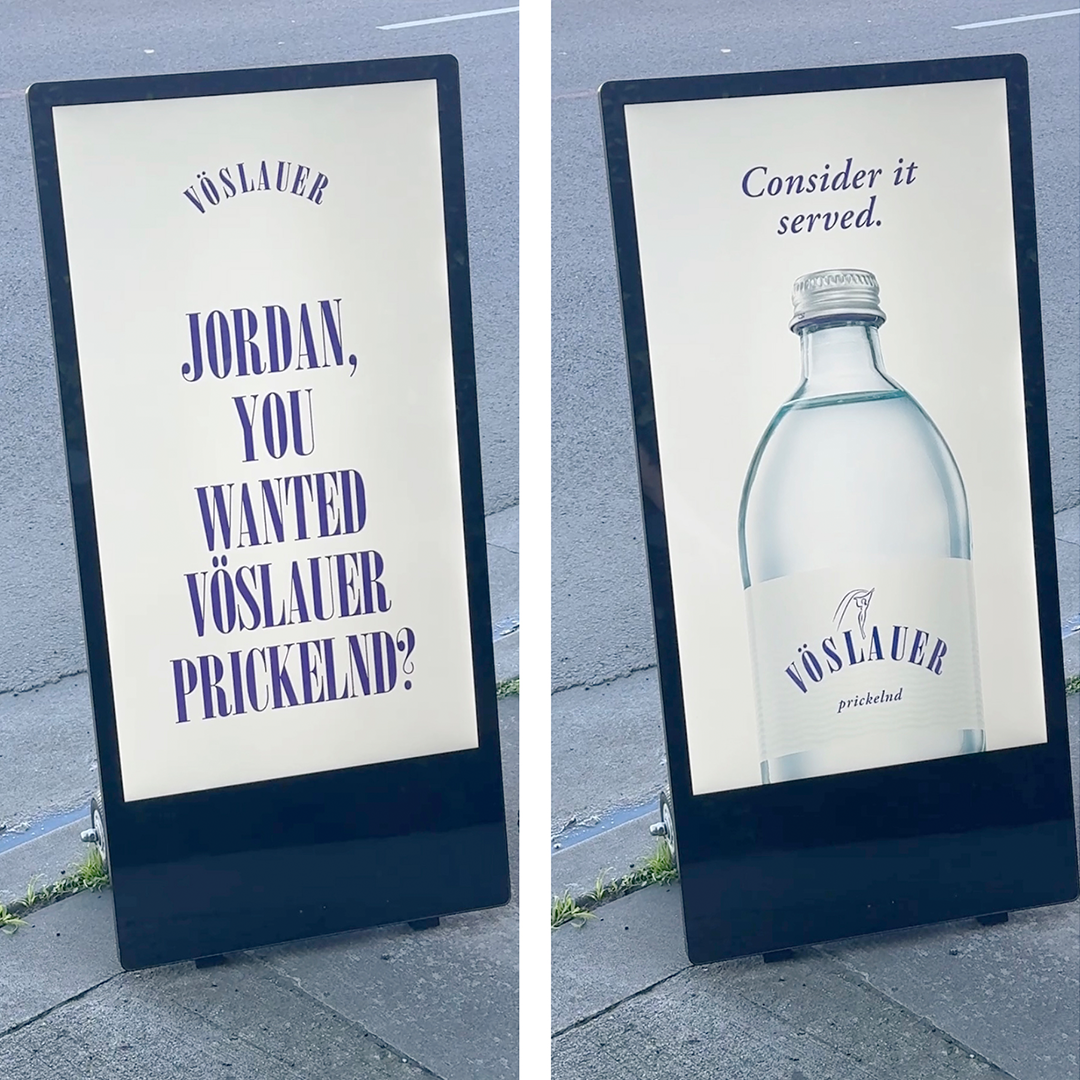 VÖSLAUER
JORDAN,
YOU
WANTED
VÖSLAUER
PRICKELND?
Consider it
served.
VÖSLAUER
prickelnd